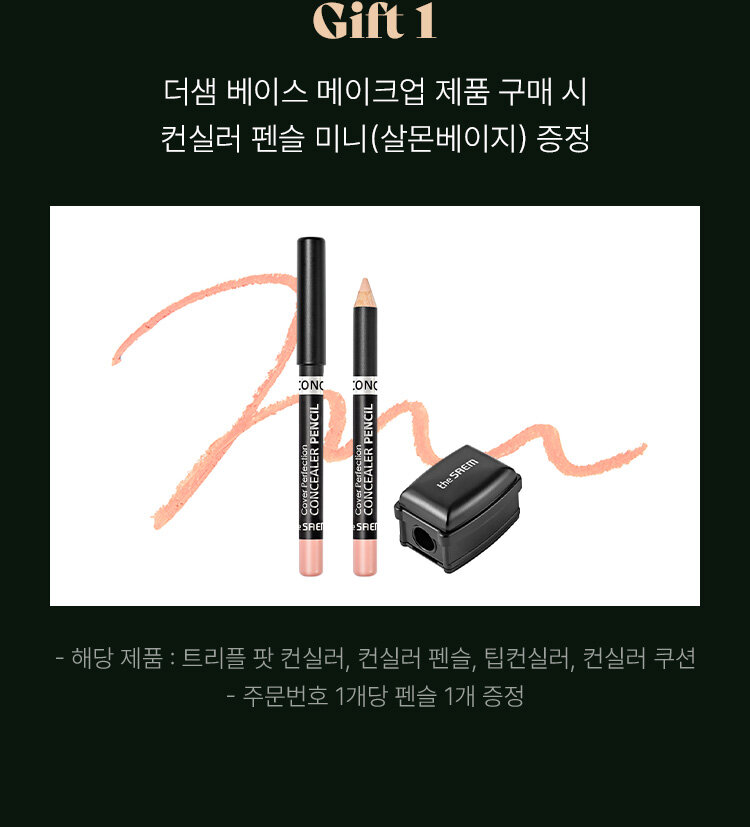 Gift 1
더샘 베이스 메이크업 제품 구매 시
컨실러 펜슬 미니(살몬베이지) 증정
CONC
CONC
Cover Perfection
CONCEALER PENCIL
Cover Perfection
CONCEALER PENCIL
e SAEM
the SAEM
the SAEM
- 해당 제품 : 트리플 팟 컨실러, 컨실러 펜슬, 팁컨실러, 컨실러 쿠션
- 주문번호 1개당 펜슬 1개 증정